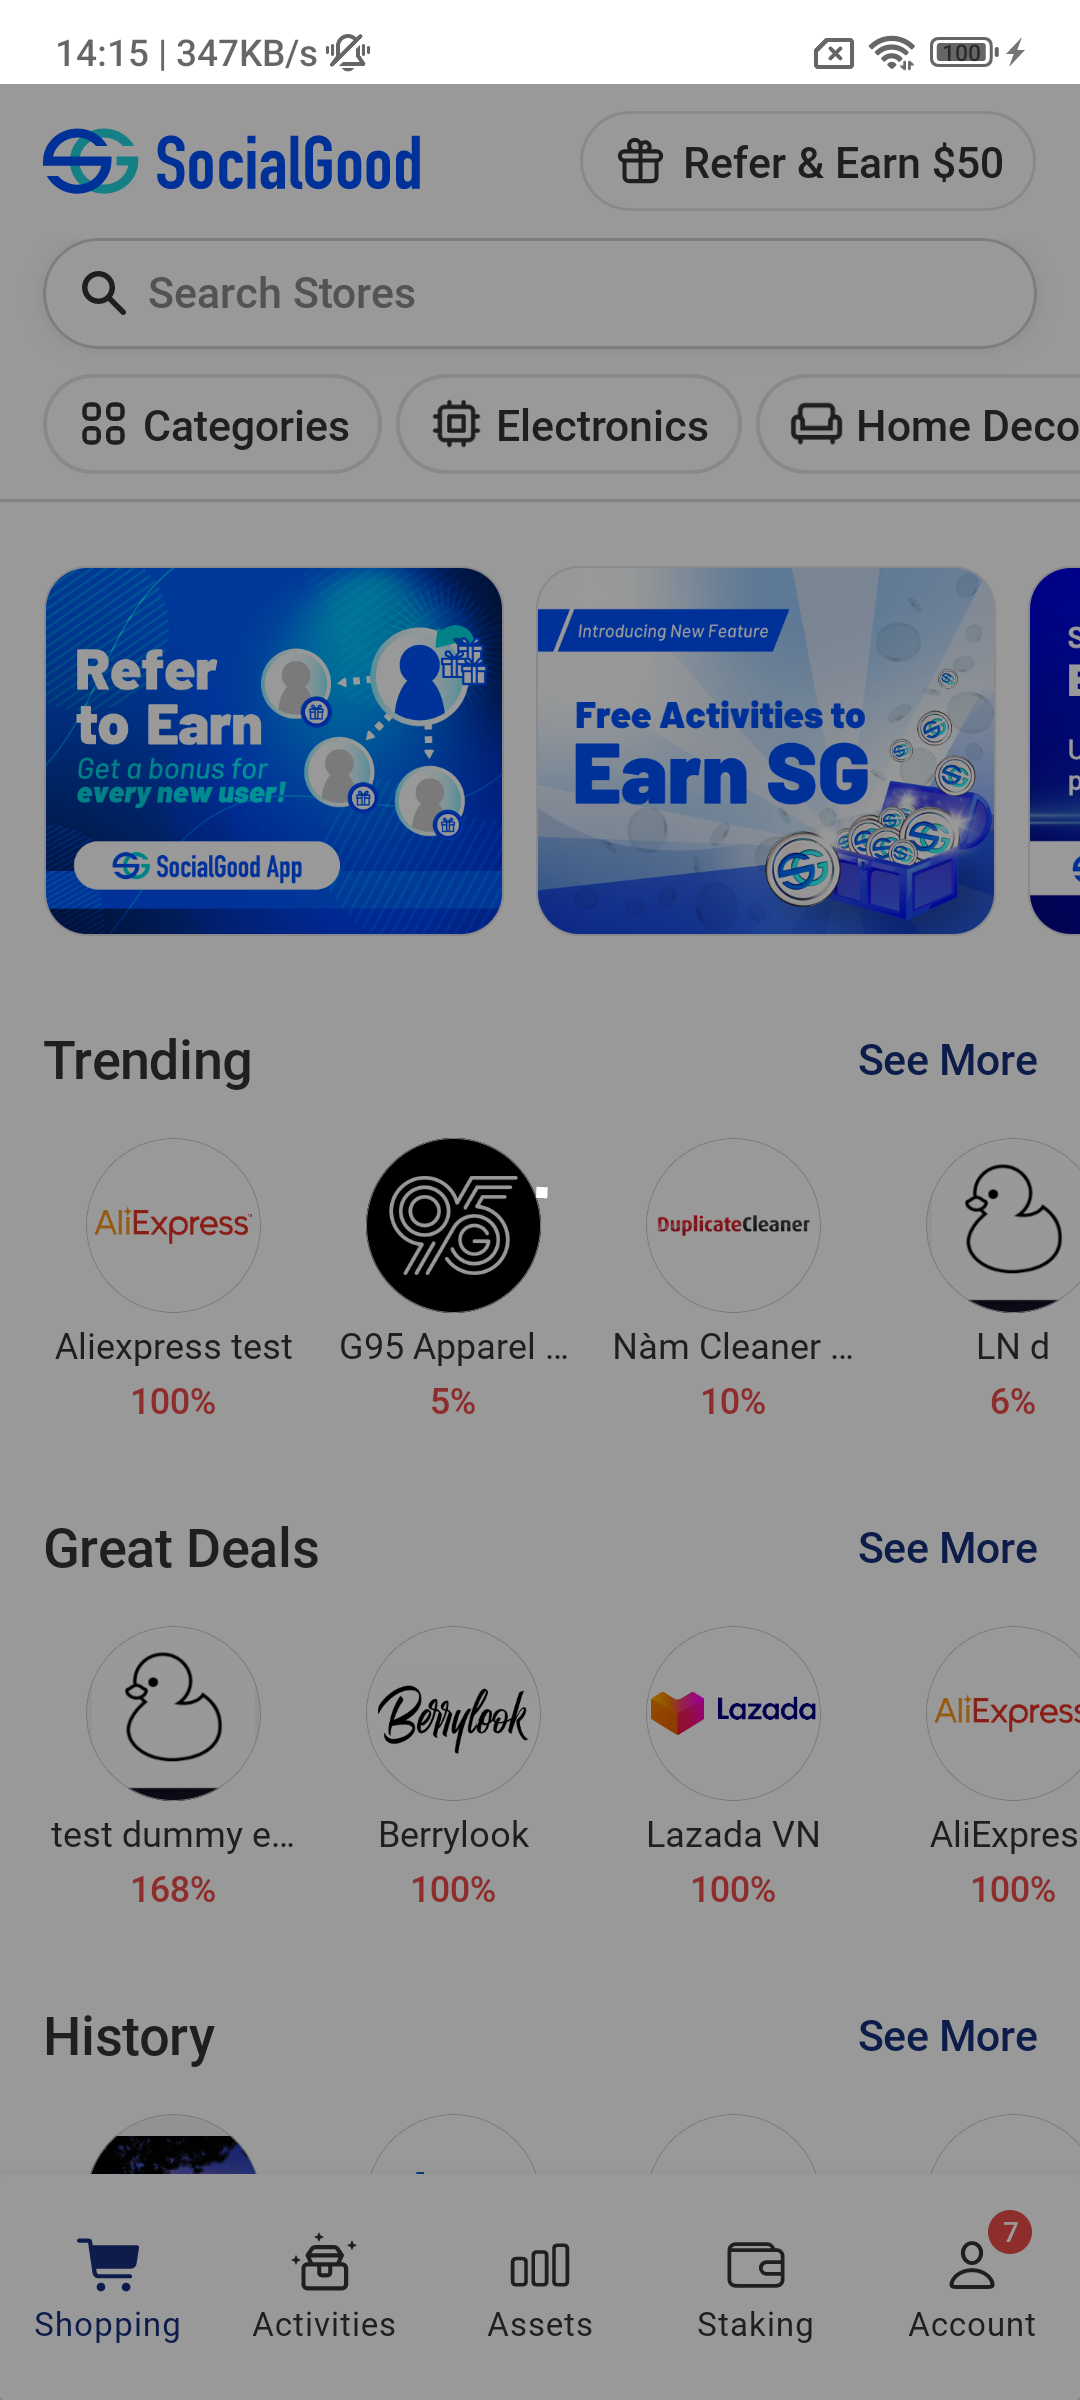 14:15 | 347KB/s
100
SocialGood
Refer & Earn $50
Search Stores
Categories
Electronics
Home Deco
Refer
to Earn
Get a bonus for
every new user!
SocialGood App
Introducing New Feature
Free Activities to
Earn SG
Trending
See More
AliExpress
95
G
DuplicateCleaner
Aliexpress test
G95 Apparel ...
Nàm Cleaner ...
LN d
100%
5%
10%
6%
Great Deals
See More
Berrylook
Lazada
AliExpress
test dummy e...
Berrylook
Lazada VN
AliExpres
168%
100%
100%
100%
History
See More
7
Shopping
Activities
Assets
Staking
Account